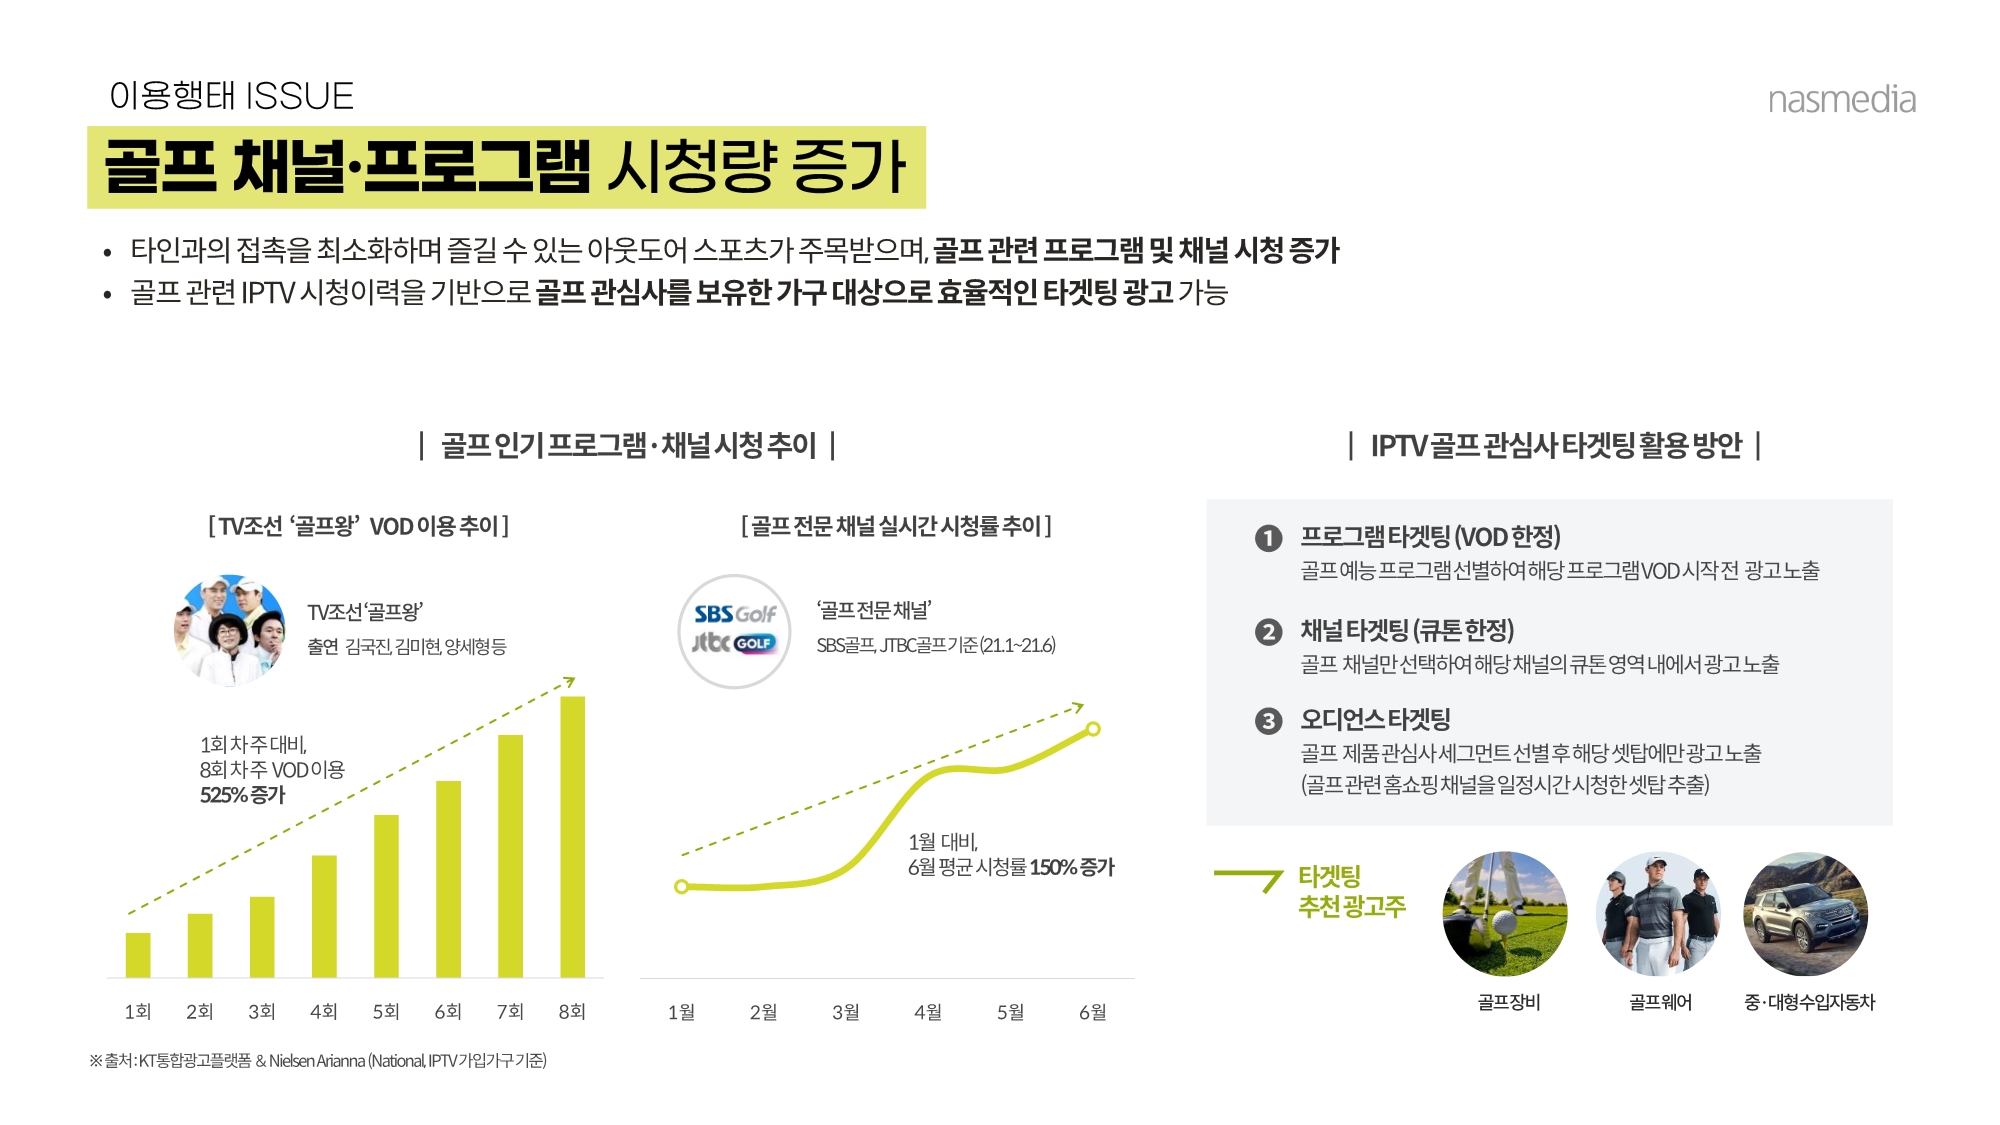 이용행태 ISSUE
nasmedia
골프 채널·프로그램 시청량 증가
• 타인과의 접촉을 최소화하며 즐길 수 있는 아웃도어 스포츠가 주목받으며, 골프 관련 프로그램 및 채널 시청 증가
• 골프 관련 IPTV 시청이력을 기반으로 골프 관심사를 보유한 가구 대상으로 효율적인 타겟팅 광고 가능
| 골프 인기 프로그램·채널 시청 추이 |
[ TV조선 ‘골프왕’ VOD 이용 추이 ]
TV조선 ‘골프왕’
출연 김국진, 김미현, 양세형 등
1회 차 주 대비,
8회 차 주 VOD 이용
525% 증가
1회 2회 3회 4회 5회 6회 7회 8회
[ 골프 전문 채널 실시간 시청률 추이 ]
SBS Golf
Jtbc GOLF
‘골프 전문 채널’
SBS골프, JTBC골프 기준 (21.1~21.6)
1월 대비,
6월 평균 시청률 150% 증가
1월 2월 3월 4월 5월 6월
| IPTV 골프 관심사 타겟팅 활용 방안 |
1 프로그램 타겟팅 (VOD 한정)
골프 예능 프로그램 선별하여 해당 프로그램 VOD 시작 전 광고 노출
2 채널 타겟팅 (큐톤 한정)
골프 채널만 선택하여 해당 채널의 큐톤 영역 내에서 광고 노출
3 오디언스 타겟팅
골프 제품 관심사 세그먼트 선별 후 해당 셋탑에만 광고 노출
(골프 관련 홈쇼핑 채널을 일정시간 시청한 셋탑 추출)
타겟팅
추천 광고주
골프 장비 골프 웨어 중·대형 수입자동차
※ 출처 : KT통합광고플랫폼 & Nielsen Arianna (National, IPTV 가입가구 기준)